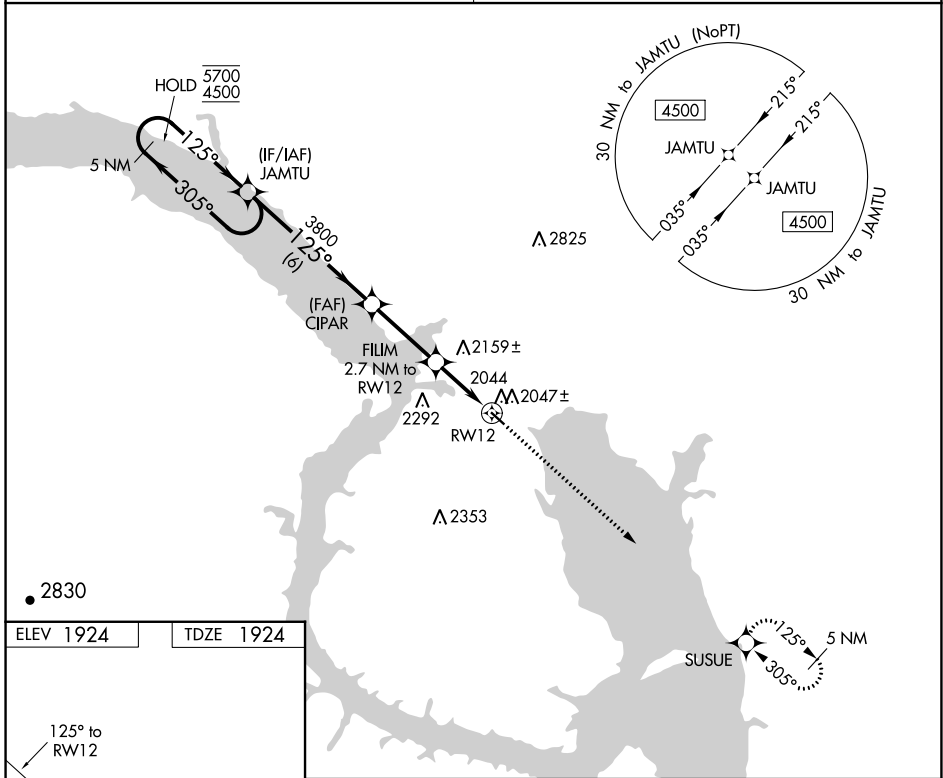 30 NM to JAMTU (NoPT)
4500
215°
JAMTU
035°
215°
JAMTU
4500
035°
30 NM to JAMTU
HOLD
5700
4500
125°
5 NM
305°
(IF/IAF)
JAMTU
3800
125°
(6)
2825
(FAF)
CIPAR
FILIM
2.7 NM to
RW12
2159±
2044
2047±
2292
RW12
2353
2830
SUSUE
125°
5 NM
305°
ELEV 1924
TDZE 1924
125° to
RW12